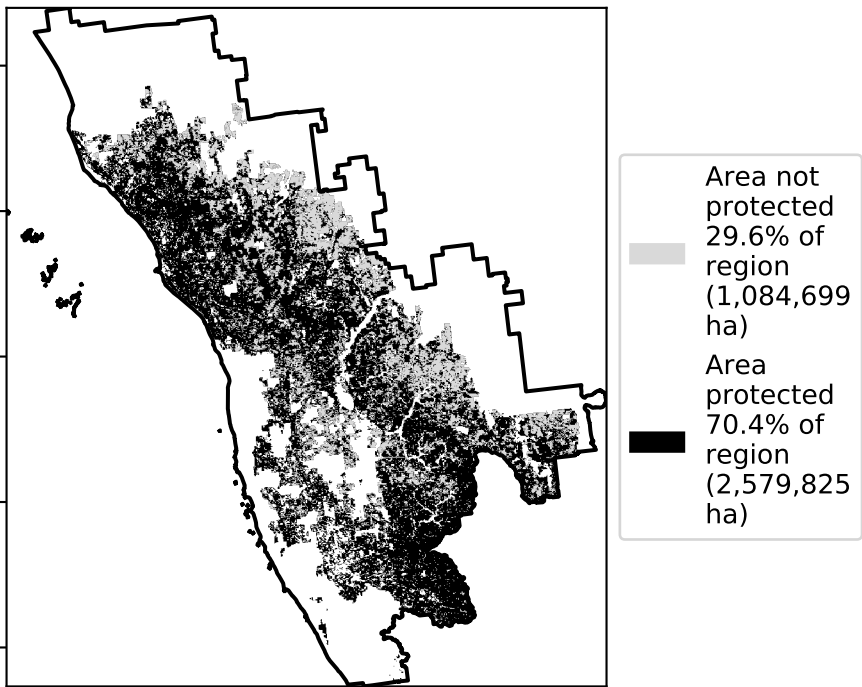 Area not
protected
29.6% of
region
(1,084,699
ha)
Area
protected
70.4% of
region
(2,579,825
ha)